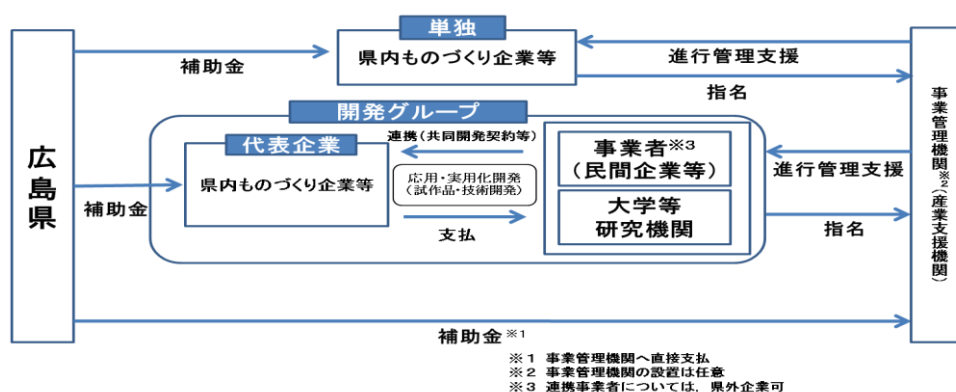 単独
県内ものづくり企業等
補助金
進行管理支援
指名
広島県
開発グループ
代表企業
県内ものづくり企業等
補助金
連携(共同開発契約等)
応用・実用化開発
(試作品・技術開発)
支払
事業者※3
(民間企業等)
大学等
研究機関
進行管理支援
指名
事業管理機関※2(産業支援機関)
補助金※1
※1 事業管理機関へ直接支払
※2 事業管理機関の設置は任意
※3 連携事業者については、県外企業可